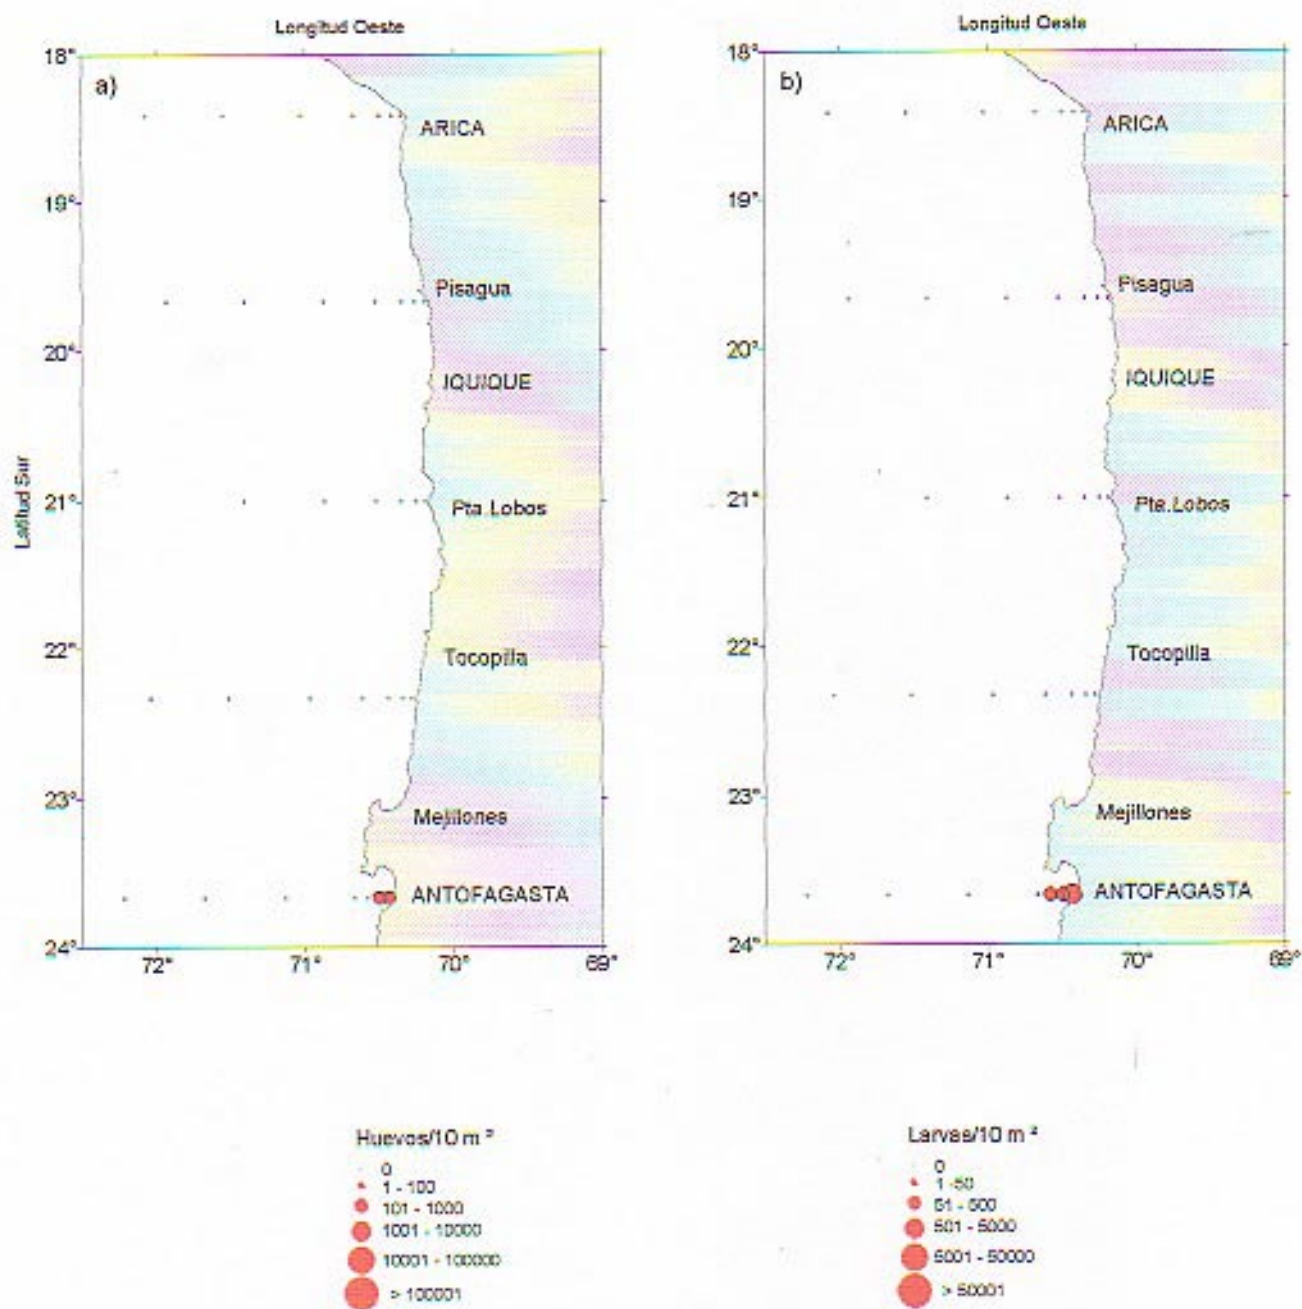 Longitud Oeste
a)
18°
19°
20°
21°
22°
23°
24°
Latitud Sur
ARICA
Pisagua
IQUIQUE
Pta.Lobos
Tocopilla
Mejillones
ANTOFAGASTA
72°
71°
70°
69°
Longitud Oeste
b)
18°
19°
20°
21°
22°
23°
24°
ARICA
Pisagua
IQUIQUE
Pta.Lobos
Tocopilla
Mejillones
ANTOFAGASTA
72°
71°
70°
69°
Huevos/10 m ²
0
1 - 100
101 - 1000
1001 - 10000
10001 - 100000
> 100001
Larvas/10 m ²
0
1 -50
51 - 500
501 - 5000
5001 - 50000
> 50001